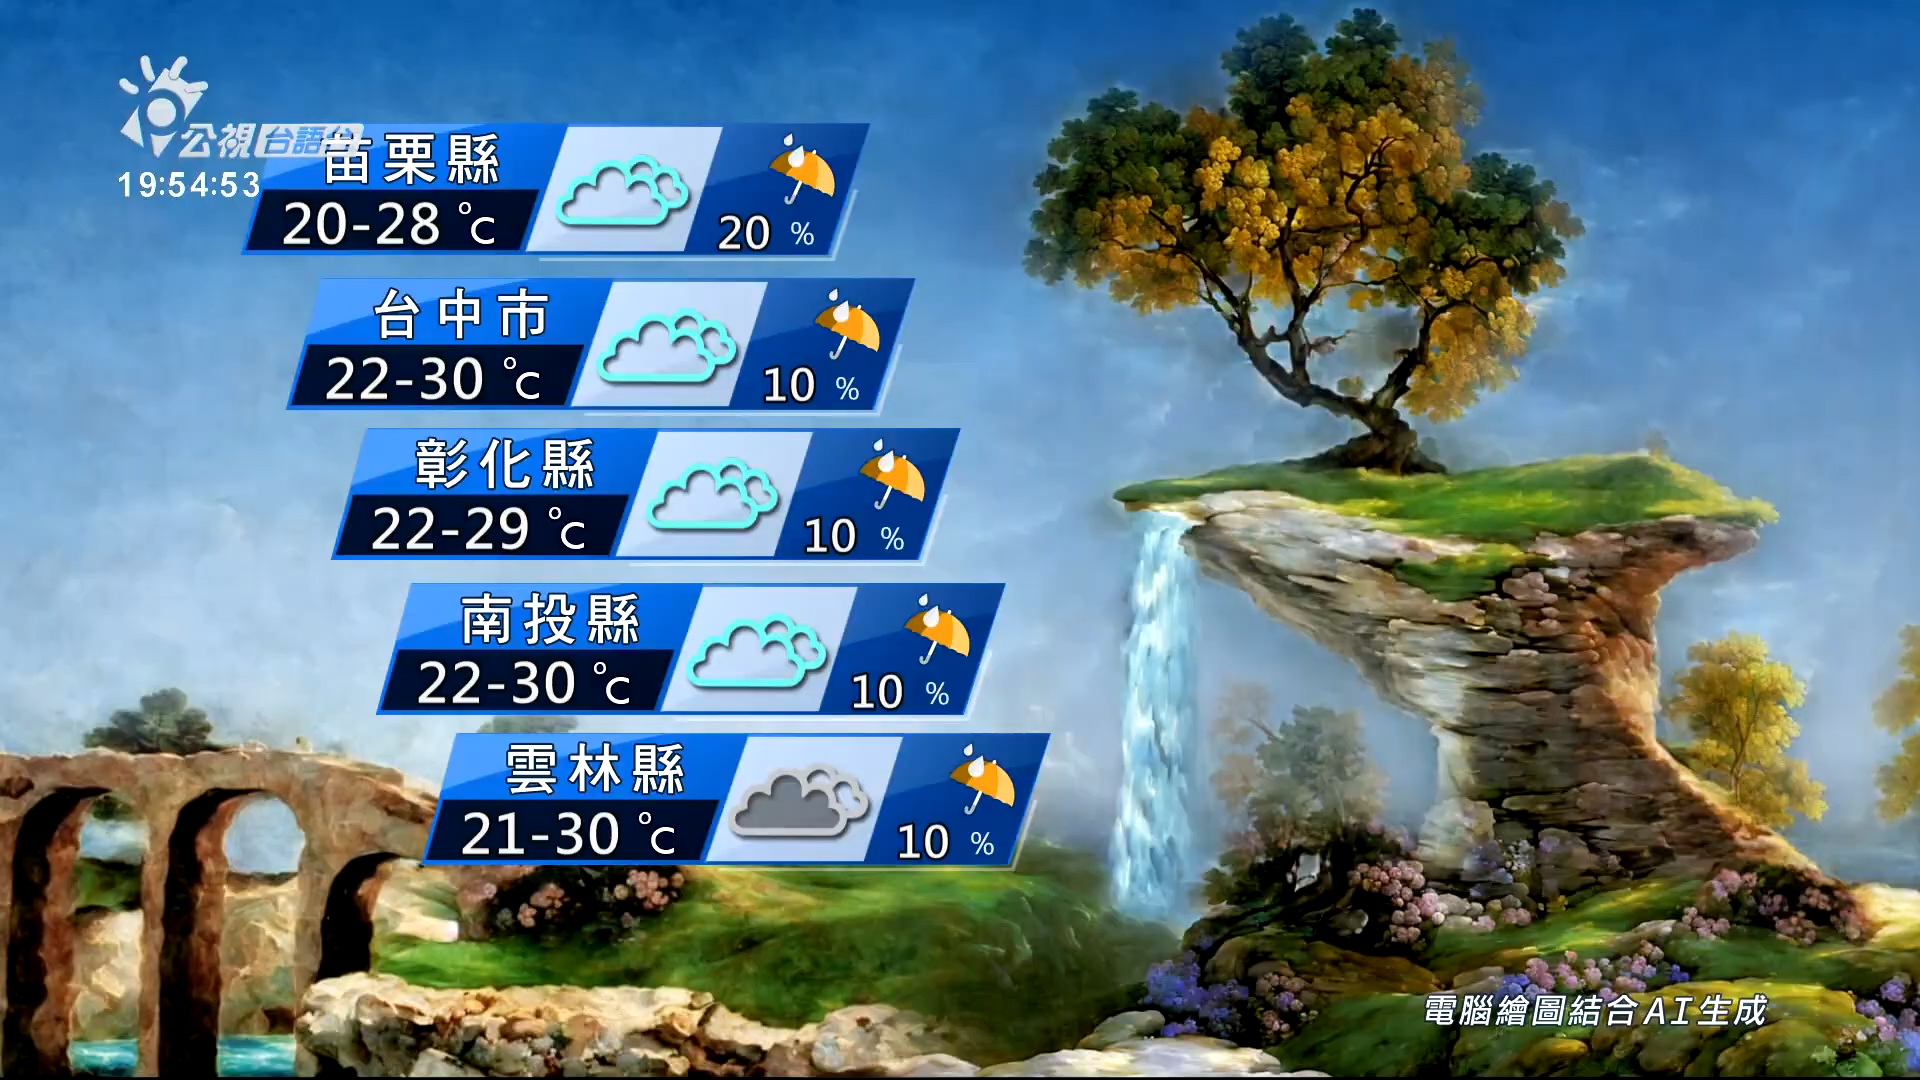 公視台語台
19:54:53
苗栗縣
20-28 ℃
20 %
台中市
22-30 ℃
10 %
彰化縣
22-29 ℃
10 %
南投縣
22-30 ℃
10 %
雲林縣
21-30 ℃
10 %
電腦繪圖結合AI生成